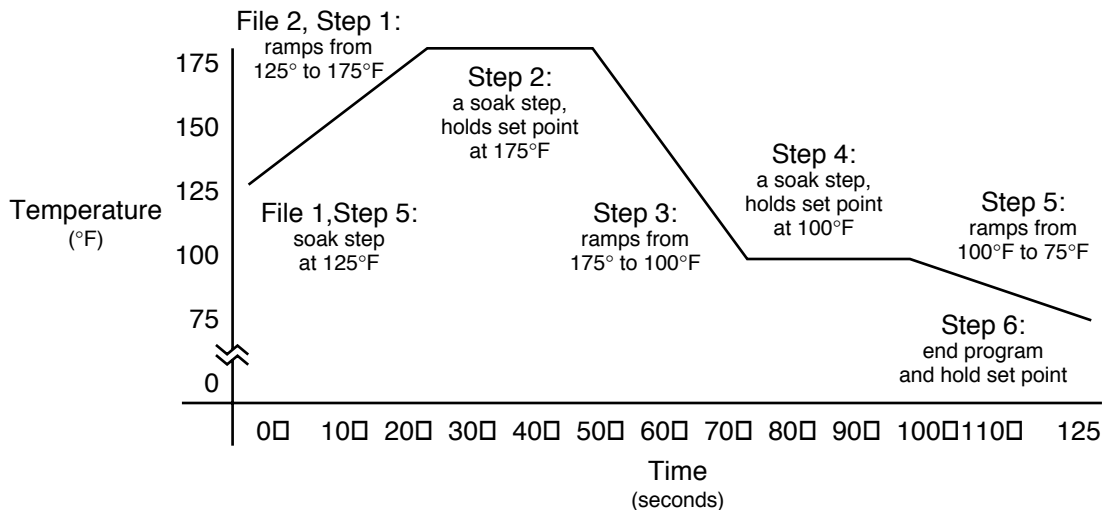 File 2, Step 1:
ramps from
125° to 175°F
Step 2:
a soak step,
holds set point
at 175°F
Step 4:
a soak step,
holds set point
at 100°F
File 1,Step 5:
soak step
at 125°F
Step 3:
ramps from
175° to 100°F
Step 5:
ramps from
100°F to 75°F
Step 6:
end program
and hold set point
Temperature
(°F)
175
150
125
100
75
0
0□ 10□ 20□ 30□ 40□ 50□ 60□ 70□ 80□ 90□ 100□ 110□ 125
Time
(seconds)